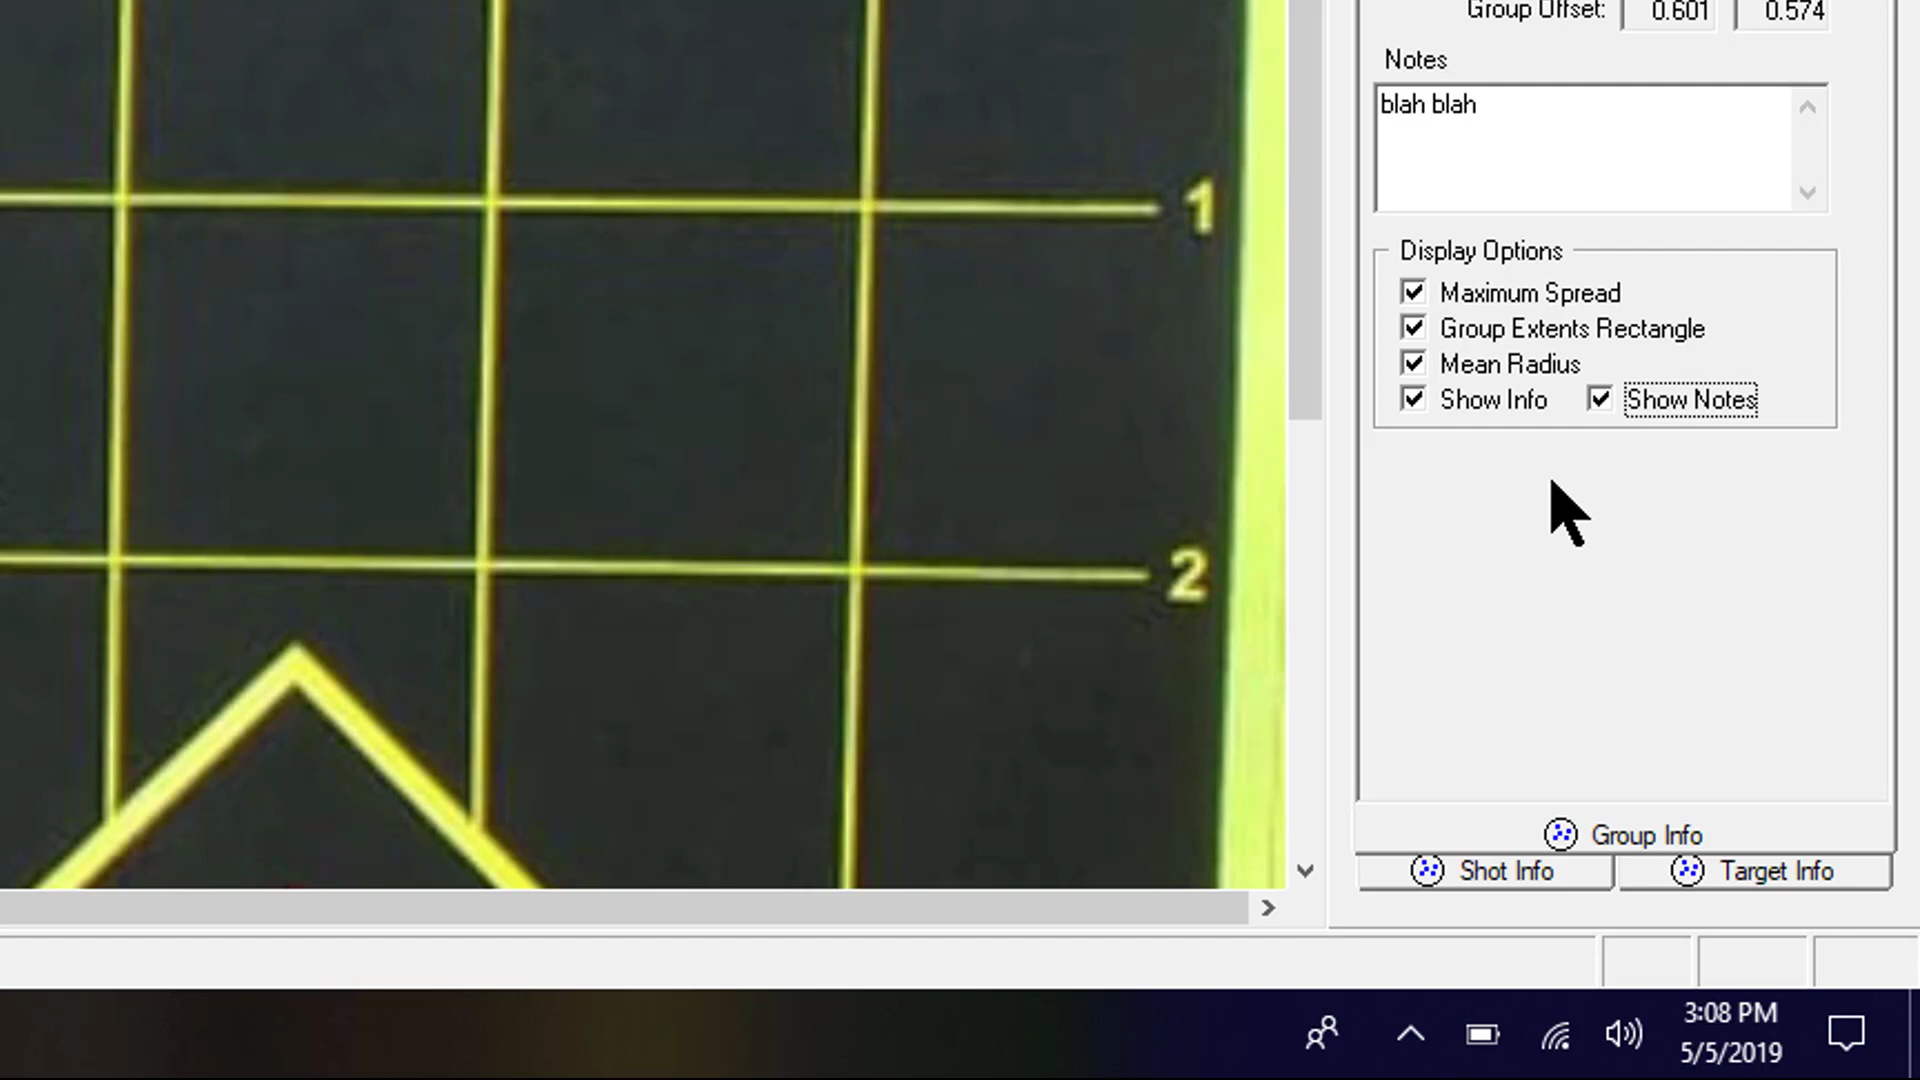 Group Offset: 0.601 0.574
Notes
blah blah
1
Display Options
Maximum Spread
Group Extents Rectangle
Mean Radius
Show Info Show Notes
2
Group Info
Shot Info Target Info
3:08 PM
5/5/2019